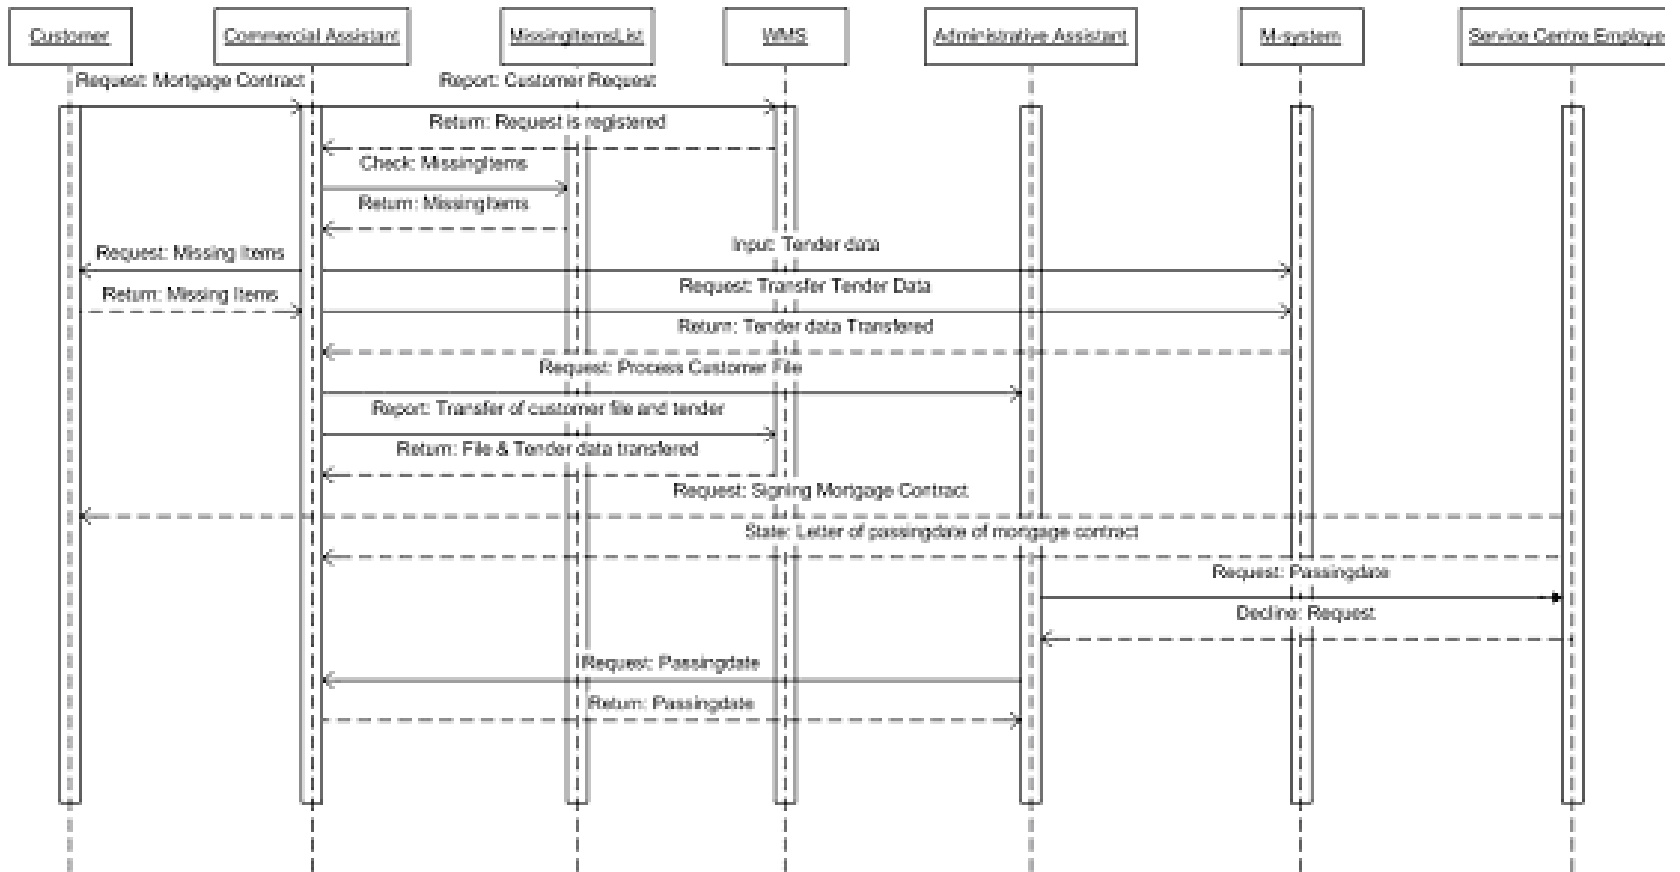 Customer
Commercial Assistant
MissingItemsList
WMS
Administrative Assistant
M-system
Service Centre Employe
Request: Mortgage Contract
Report: Customer Request
Return: Request is registered
Check: MissingItems
Return: MissingItems
Request: Missing Items
Input: Tender data
Return: Missing Items
Request: Transfer Tender Data
Return: Tender data Transfered
Request: Process Customer File
Report: Transfer of customer file and tender
Return: File & Tender data transfered
Request: Signing Mortgage Contract
State: Letter of passingdate of mortgage contract
Request: Passingdate
Decline: Request
Request: Passingdate
Return: Passingdate